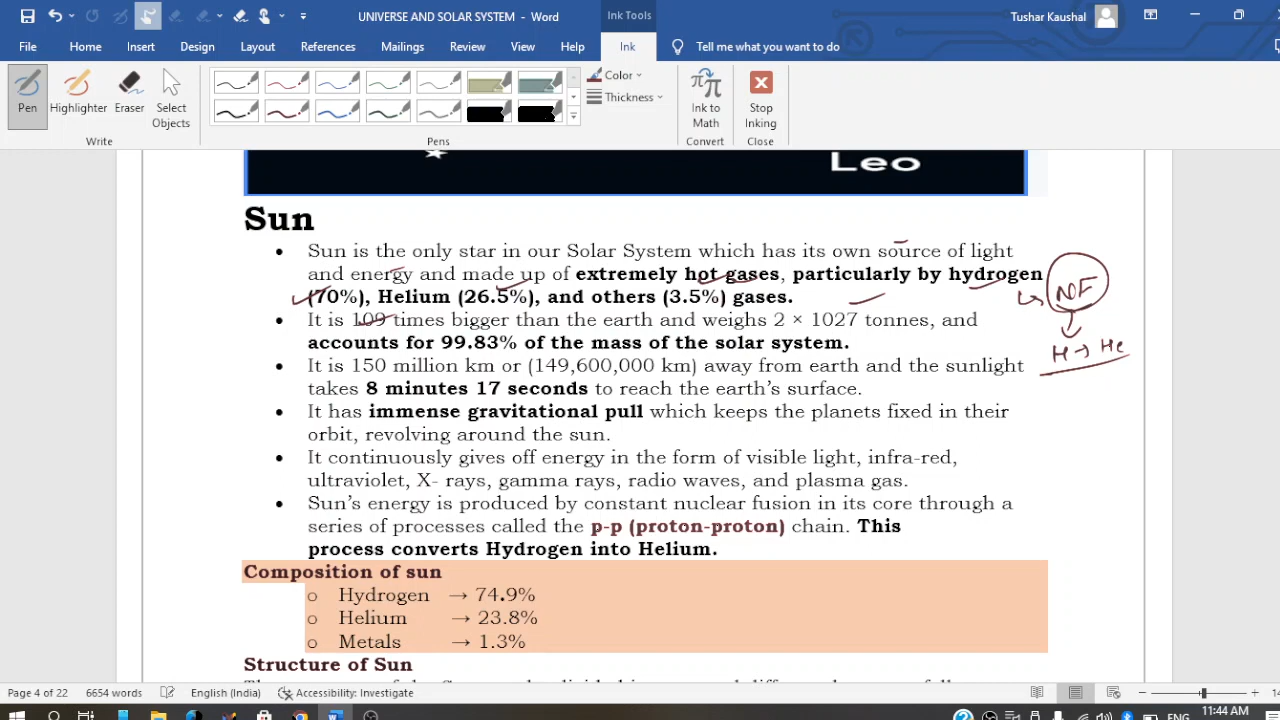 UNIVERSE AND SOLAR SYSTEM - Word
Ink Tools
Tushar Kaushal
File Home Insert Design Layout References Mailings Review View Help Ink Tell me what you want to do
Pen Highlighter Eraser Select Objects
Color
Thickness
Ink to Math
Stop Inking
Write Pens Convert Close
Leo
Sun
• Sun is the only star in our Solar System which has its own source of light
and energy and made up of extremely hot gases, particularly by hydrogen
(70%), Helium (26.5%), and others (3.5%) gases.
NF
• It is 109 times bigger than the earth and weighs 2 × 1027 tonnes, and
accounts for 99.83% of the mass of the solar system.
H → He
• It is 150 million km or (149,600,000 km) away from earth and the sunlight
takes 8 minutes 17 seconds to reach the earth's surface.
• It has immense gravitational pull which keeps the planets fixed in their
orbit, revolving around the sun.
• It continuously gives off energy in the form of visible light, infra-red,
ultraviolet, X- rays, gamma rays, radio waves, and plasma gas.
• Sun's energy is produced by constant nuclear fusion in its core through a
series of processes called the p-p (proton-proton) chain. This
process converts Hydrogen into Helium.
Composition of sun
o Hydrogen → 74.9%
o Helium → 23.8%
o Metals → 1.3%
Structure of Sun
Page 4 of 22 6654 words English (India) Accessibility: Investigate
ENG 11:44 AM